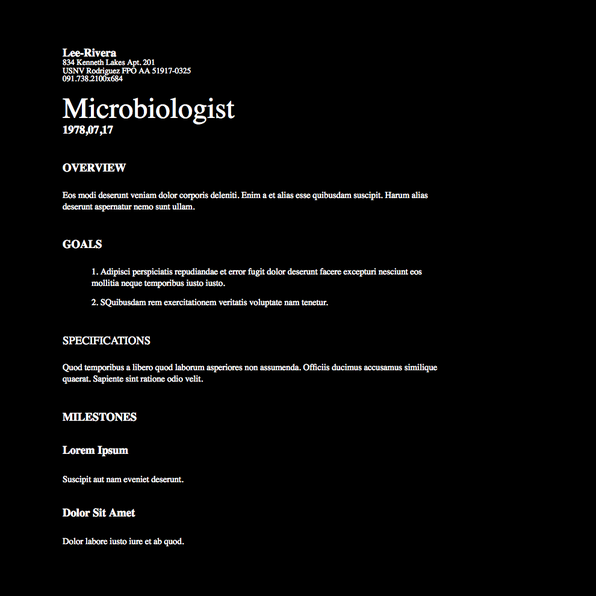 Lee-Rivera
834 Kenneth Lakes Apt. 201
USNV Rodriguez FPO AA 51917-0325
091.738.2100x684
Microbiologist
1978,07,17
OVERVIEW
Eos modi deserunt veniam dolor corporis deleniti. Enim a et alias esse quibusdam suscipit. Harum alias
deserunt aspernatur nemo sunt ullam.
GOALS
1. Adipisci perspiciatis repudiandae et error fugit dolor deserunt facere excepturi nesciunt eos
mollitia neque temporibus iusto iusto.
2. SQuibusdam rem exercitationem veritatis voluptate nam tenetur.
SPECIFICATIONS
Quod temporibus a libero quod laborum asperiores non assumenda. Officiis ducimus accusamus similique
quaerat. Sapiente sint ratione odio velit.
MILESTONES
Lorem Ipsum
Suscipit aut nam eveniet deserunt.
Dolor Sit Amet
Dolor labore iusto iure et ab quod.